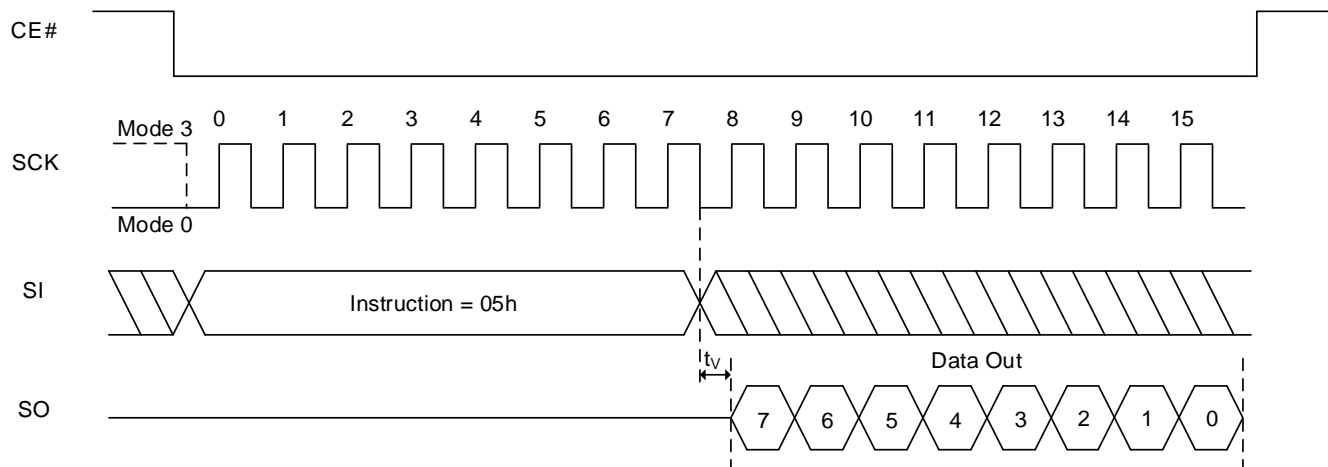 CE#
Mode 3
0 1 2 3 4 5 6 7 8 9 10 11 12 13 14 15
SCK
Mode 0
SI
Instruction = 05h
tV
Data Out
SO
7 6 5 4 3 2 1 0